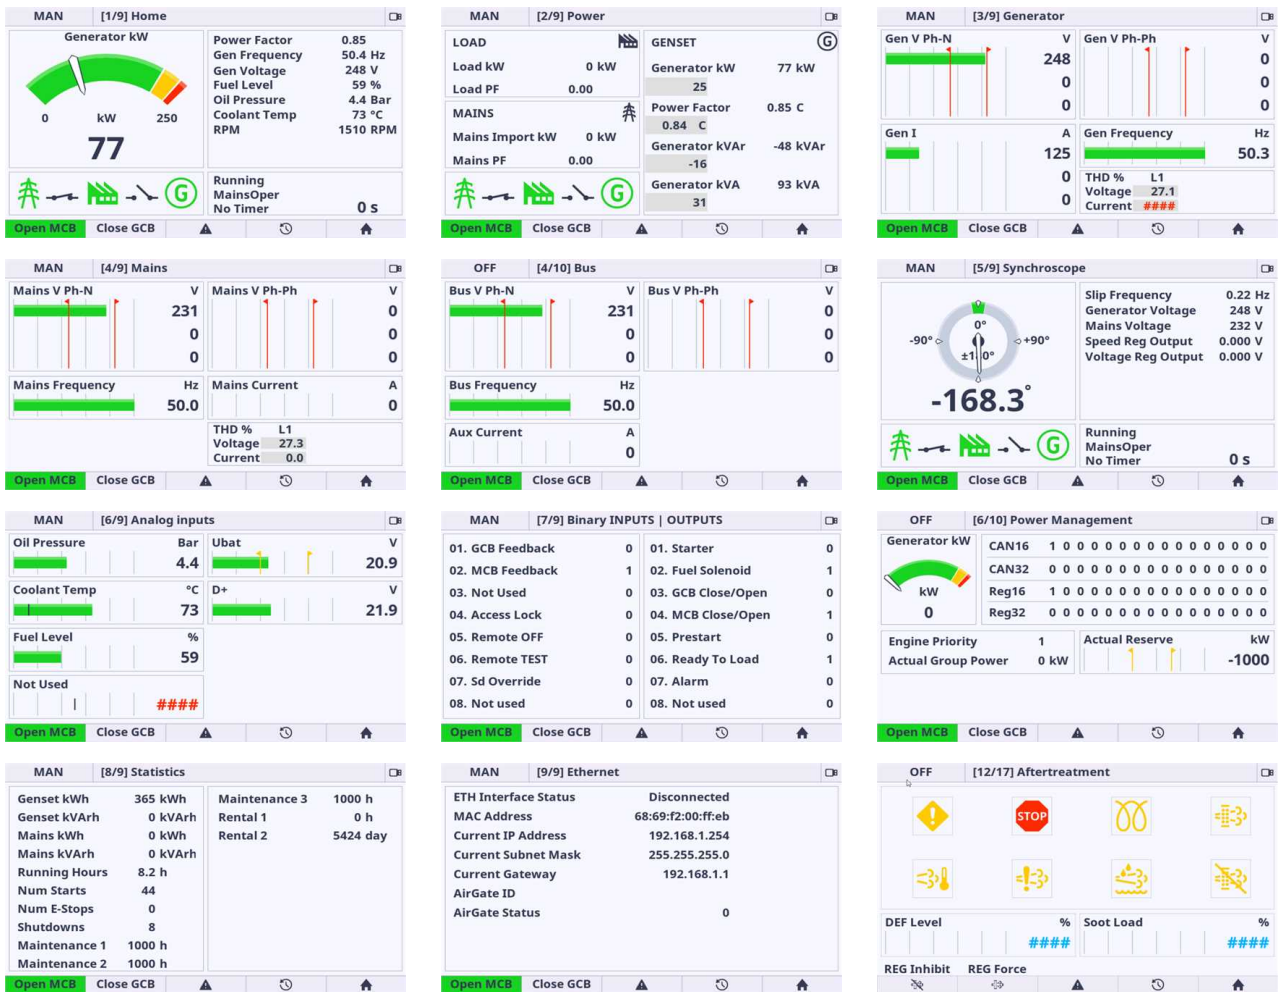 MAN [1/9] Home
Generator kW
0 kW 250
77
Power Factor 0.85
Gen Frequency 50.4 Hz
Gen Voltage 248 V
Fuel Level 59 %
Oil Pressure 4.4 Bar
Coolant Temp 73 °C
RPM 1510 RPM
G
Running
MainsOper
No Timer 0 s
Open MCB Close GCB
MAN [2/9] Power
LOAD
Load kW 0 kW
Load PF 0.00
MAINS
Mains Import kW 0 kW
Mains PF 0.00
G
GENSET G
Generator kW 77 kW
25
Power Factor 0.85 C
0.84 C
Generator kVAr -48 kVAr
-16
Generator kVA 93 kVA
31
Open MCB Close GCB
MAN [3/9] Generator
Gen V Ph-N V
248
0
0
Gen V Ph-Ph V
0
0
0
Gen I A
125
0
0
Gen Frequency Hz
50.3
THD % L1
Voltage 27.1
Current ####
Open MCB Close GCB
MAN [4/9] Mains
Mains V Ph-N V
231
0
0
Mains V Ph-Ph V
0
0
0
Mains Frequency Hz
50.0
Mains Current A
0
THD % L1
Voltage 27.3
Current 0.0
Open MCB Close GCB
OFF [4/10] Bus
Bus V Ph-N V
231
0
0
Bus V Ph-Ph V
0
0
0
Bus Frequency Hz
50.0
Aux Current A
0
Open MCB Close GCB
MAN [5/9] Synchroscope
0°
-90° +90°
-168.3°
Slip Frequency 0.22 Hz
Generator Voltage 248 V
Mains Voltage 232 V
Speed Reg Output 0.000 V
Voltage Reg Output 0.000 V
G
Running
MainsOper
No Timer 0 s
Open MCB Close GCB
MAN [6/9] Analog inputs
Oil Pressure Bar
4.4
Ubat V
20.9
Coolant Temp °C
73
D+ V
21.9
Fuel Level %
59
Not Used
####
Open MCB Close GCB
MAN [7/9] Binary INPUTS | OUTPUTS
01. GCB Feedback 0
02. MCB Feedback 1
03. Not Used 0
04. Access Lock 0
05. Remote OFF 0
06. Remote TEST 0
07. Sd Override 0
08. Not used 0
01. Starter 0
02. Fuel Solenoid 1
03. GCB Close/Open 0
04. MCB Close/Open 1
05. Prestart 0
06. Ready To Load 1
07. Alarm 0
08. Not used 0
Open MCB Close GCB
OFF [6/10] Power Management
Generator kW
kW
0
CAN16 1 0 0 0 0 0 0 0 0 0 0 0 0 0 0 0
CAN32 0 0 0 0 0 0 0 0 0 0 0 0 0 0 0 0
Reg16 1 0 0 0 0 0 0 0 0 0 0 0 0 0 0 0
Reg32 0 0 0 0 0 0 0 0 0 0 0 0 0 0 0 0
Engine Priority 1
Actual Group Power 0 kW
Actual Reserve kW
-1000
Open MCB Close GCB
MAN [8/9] Statistics
Genset kWh 365 kWh
Genset kVArh 0 kVArh
Mains kWh 0 kWh
Mains kVArh 0 kVArh
Running Hours 8.2 h
Num Starts 44
Num E-Stops 0
Shutdowns 8
Maintenance 1 1000 h
Maintenance 2 1000 h
Maintenance 3 1000 h
Rental 1 0 h
Rental 2 5424 day
Open MCB Close GCB
MAN [9/9] Ethernet
ETH Interface Status Disconnected
MAC Address 68:69:f2:00:ff:eb
Current IP Address 192.168.1.254
Current Subnet Mask 255.255.255.0
Current Gateway 192.168.1.1
AirGate ID
AirGate Status 0
Open MCB Close GCB
OFF [12/17] Aftertreatment
STOP
DEF Level %
####
Soot Load %
####
REG Inhibit REG Force